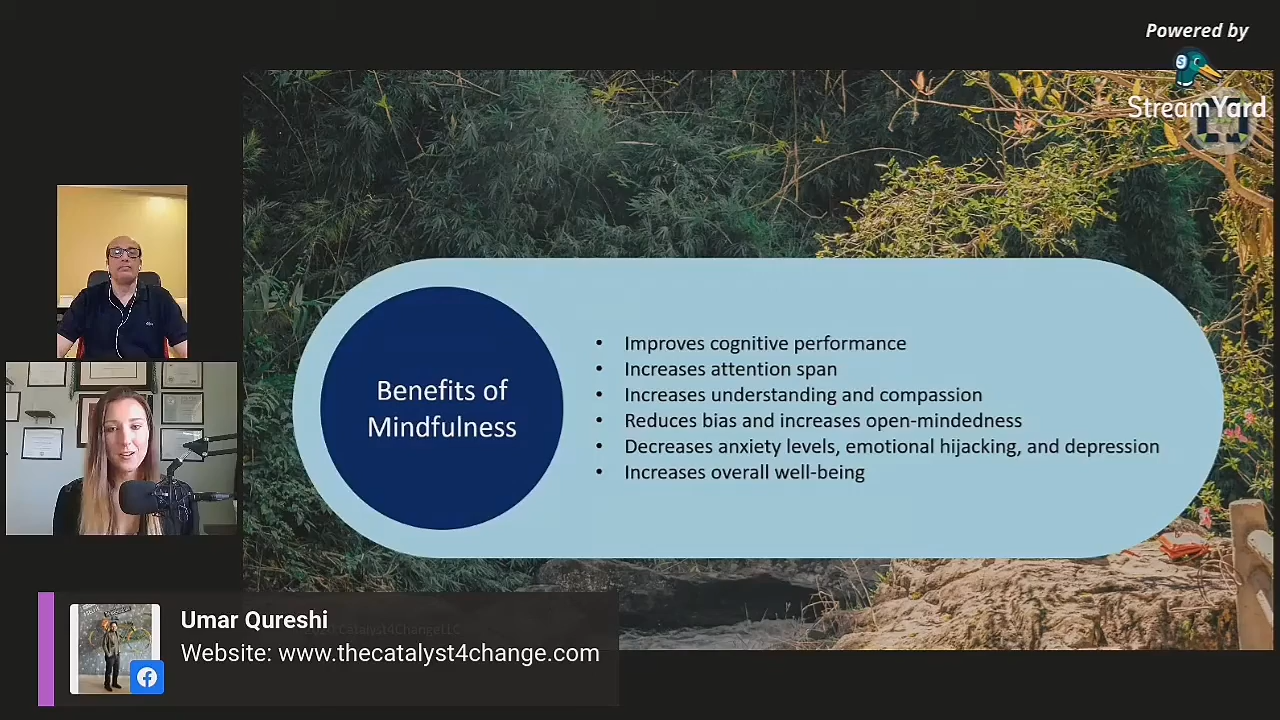 Powered by
StreamYard
Benefits of
Mindfulness
• Improves cognitive performance
• Increases attention span
• Increases understanding and compassion
• Reduces bias and increases open-mindedness
• Decreases anxiety levels, emotional hijacking, and depression
• Increases overall well-being
Umar Qureshi
Catalyst4ChangeLLC
Website: www.thecatalyst4change.com